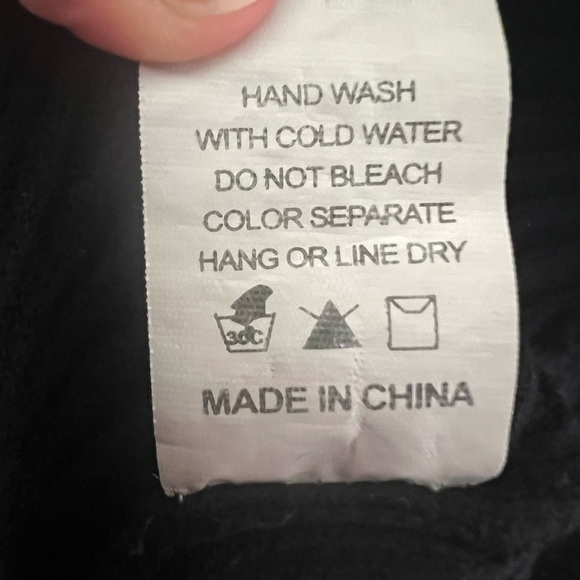 HAND WASH
WITH COLD WATER
DO NOT BLEACH
COLOR SEPARATE
HANG OR LINE DRY
30C
MADE IN CHINA